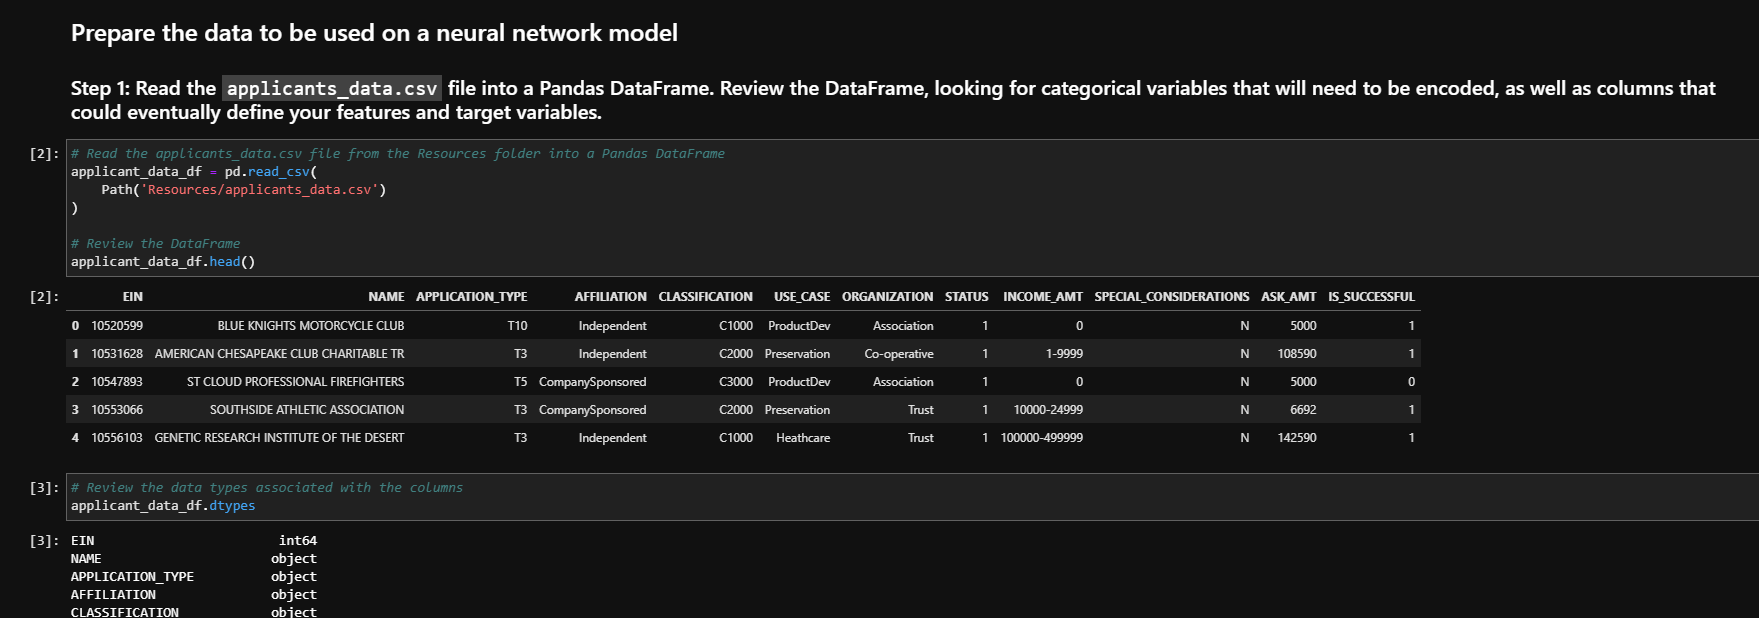 Prepare the data to be used on a neural network model
Step 1: Read the applicants_data.csv file into a Pandas DataFrame. Review the DataFrame, looking for categorical variables that will need to be encoded, as well as columns that
could eventually define your features and target variables.
[2]: # Read the applicants_data.csv file from the Resources folder into a Pandas DataFrame
applicant_data_df = pd.read_csv(
    Path('Resources/applicants_data.csv')
)
# Review the DataFrame
applicant_data_df.head()
[2]: EIN NAME APPLICATION_TYPE AFFILIATION CLASSIFICATION USE_CASE ORGANIZATION STATUS INCOME_AMT SPECIAL_CONSIDERATIONS ASK_AMT IS_SUCCESSFUL
0 10520599 BLUE KNIGHTS MOTORCYCLE CLUB T10 Independent C1000 ProductDev Association 1 0 N 5000 1
1 10531628 AMERICAN CHESAPEAKE CLUB CHARITABLE TR T3 Independent C2000 Preservation Co-operative 1 1-9999 N 108590 1
2 10547893 ST CLOUD PROFESSIONAL FIREFIGHTERS T5 CompanySponsored C3000 ProductDev Association 1 0 N 5000 0
3 10553066 SOUTHSIDE ATHLETIC ASSOCIATION T3 CompanySponsored C2000 Preservation Trust 1 10000-24999 N 6692 1
4 10556103 GENETIC RESEARCH INSTITUTE OF THE DESERT T3 Independent C1000 Heathcare Trust 1 100000-499999 N 142590 1
[3]: # Review the data types associated with the columns
applicant_data_df.dtypes
[3]: EIN int64
NAME object
APPLICATION_TYPE object
AFFILIATION object
CLASSIFICATION object